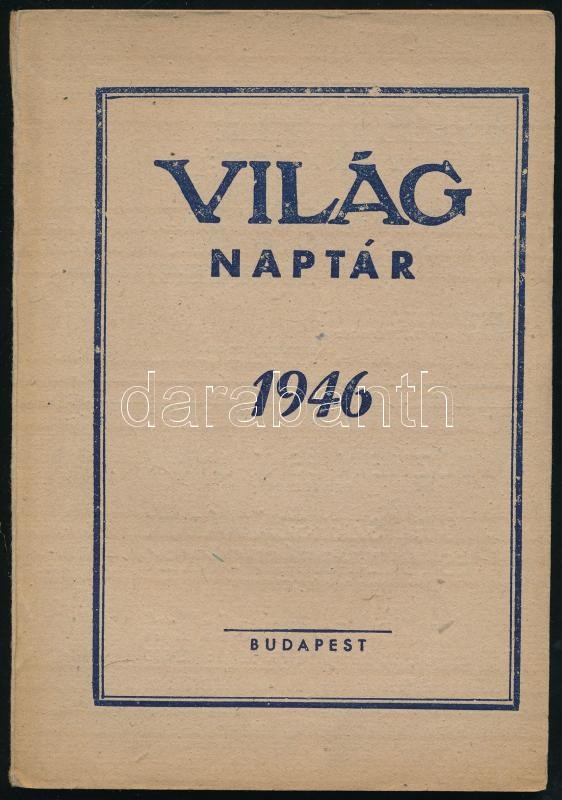 VILÁG
NAPTÁR
1946
darabanth
BUDAPEST